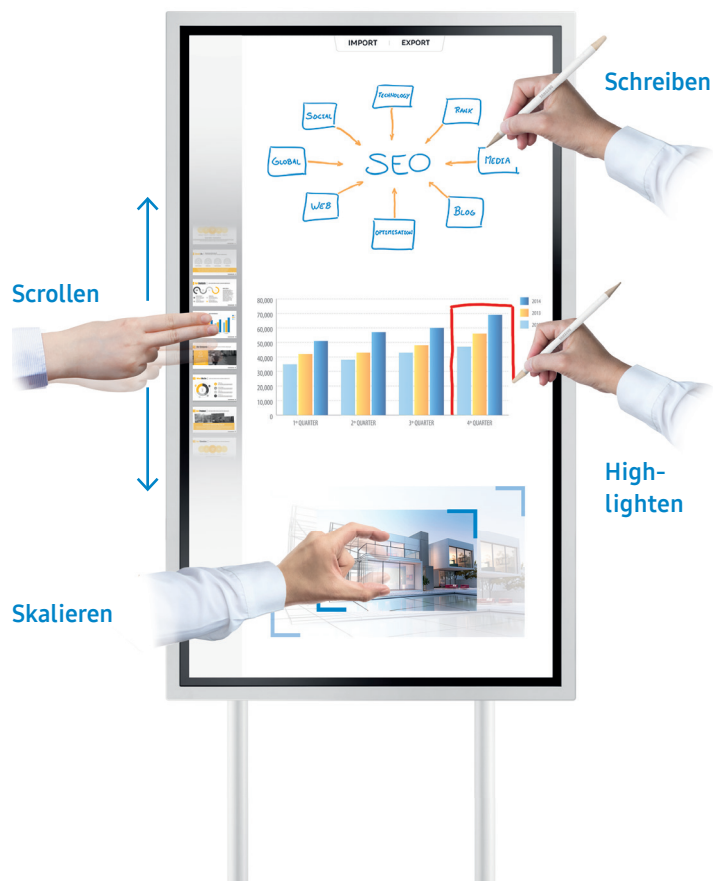 IMPORT
EXPORT
Schreiben
TECHNOLOGY
SOCIAL
RANK
GLOBAL
SEO
MEDIA
WEB
BLOG
OPTIMISATION
Scrollen
80,000
70,000
60,000
50,000
40,000
30,000
20,000
10,000
0
2014
2013
1st QUARTER
2nd QUARTER
3rd QUARTER
4th QUARTER
High-
lighten
Skalieren